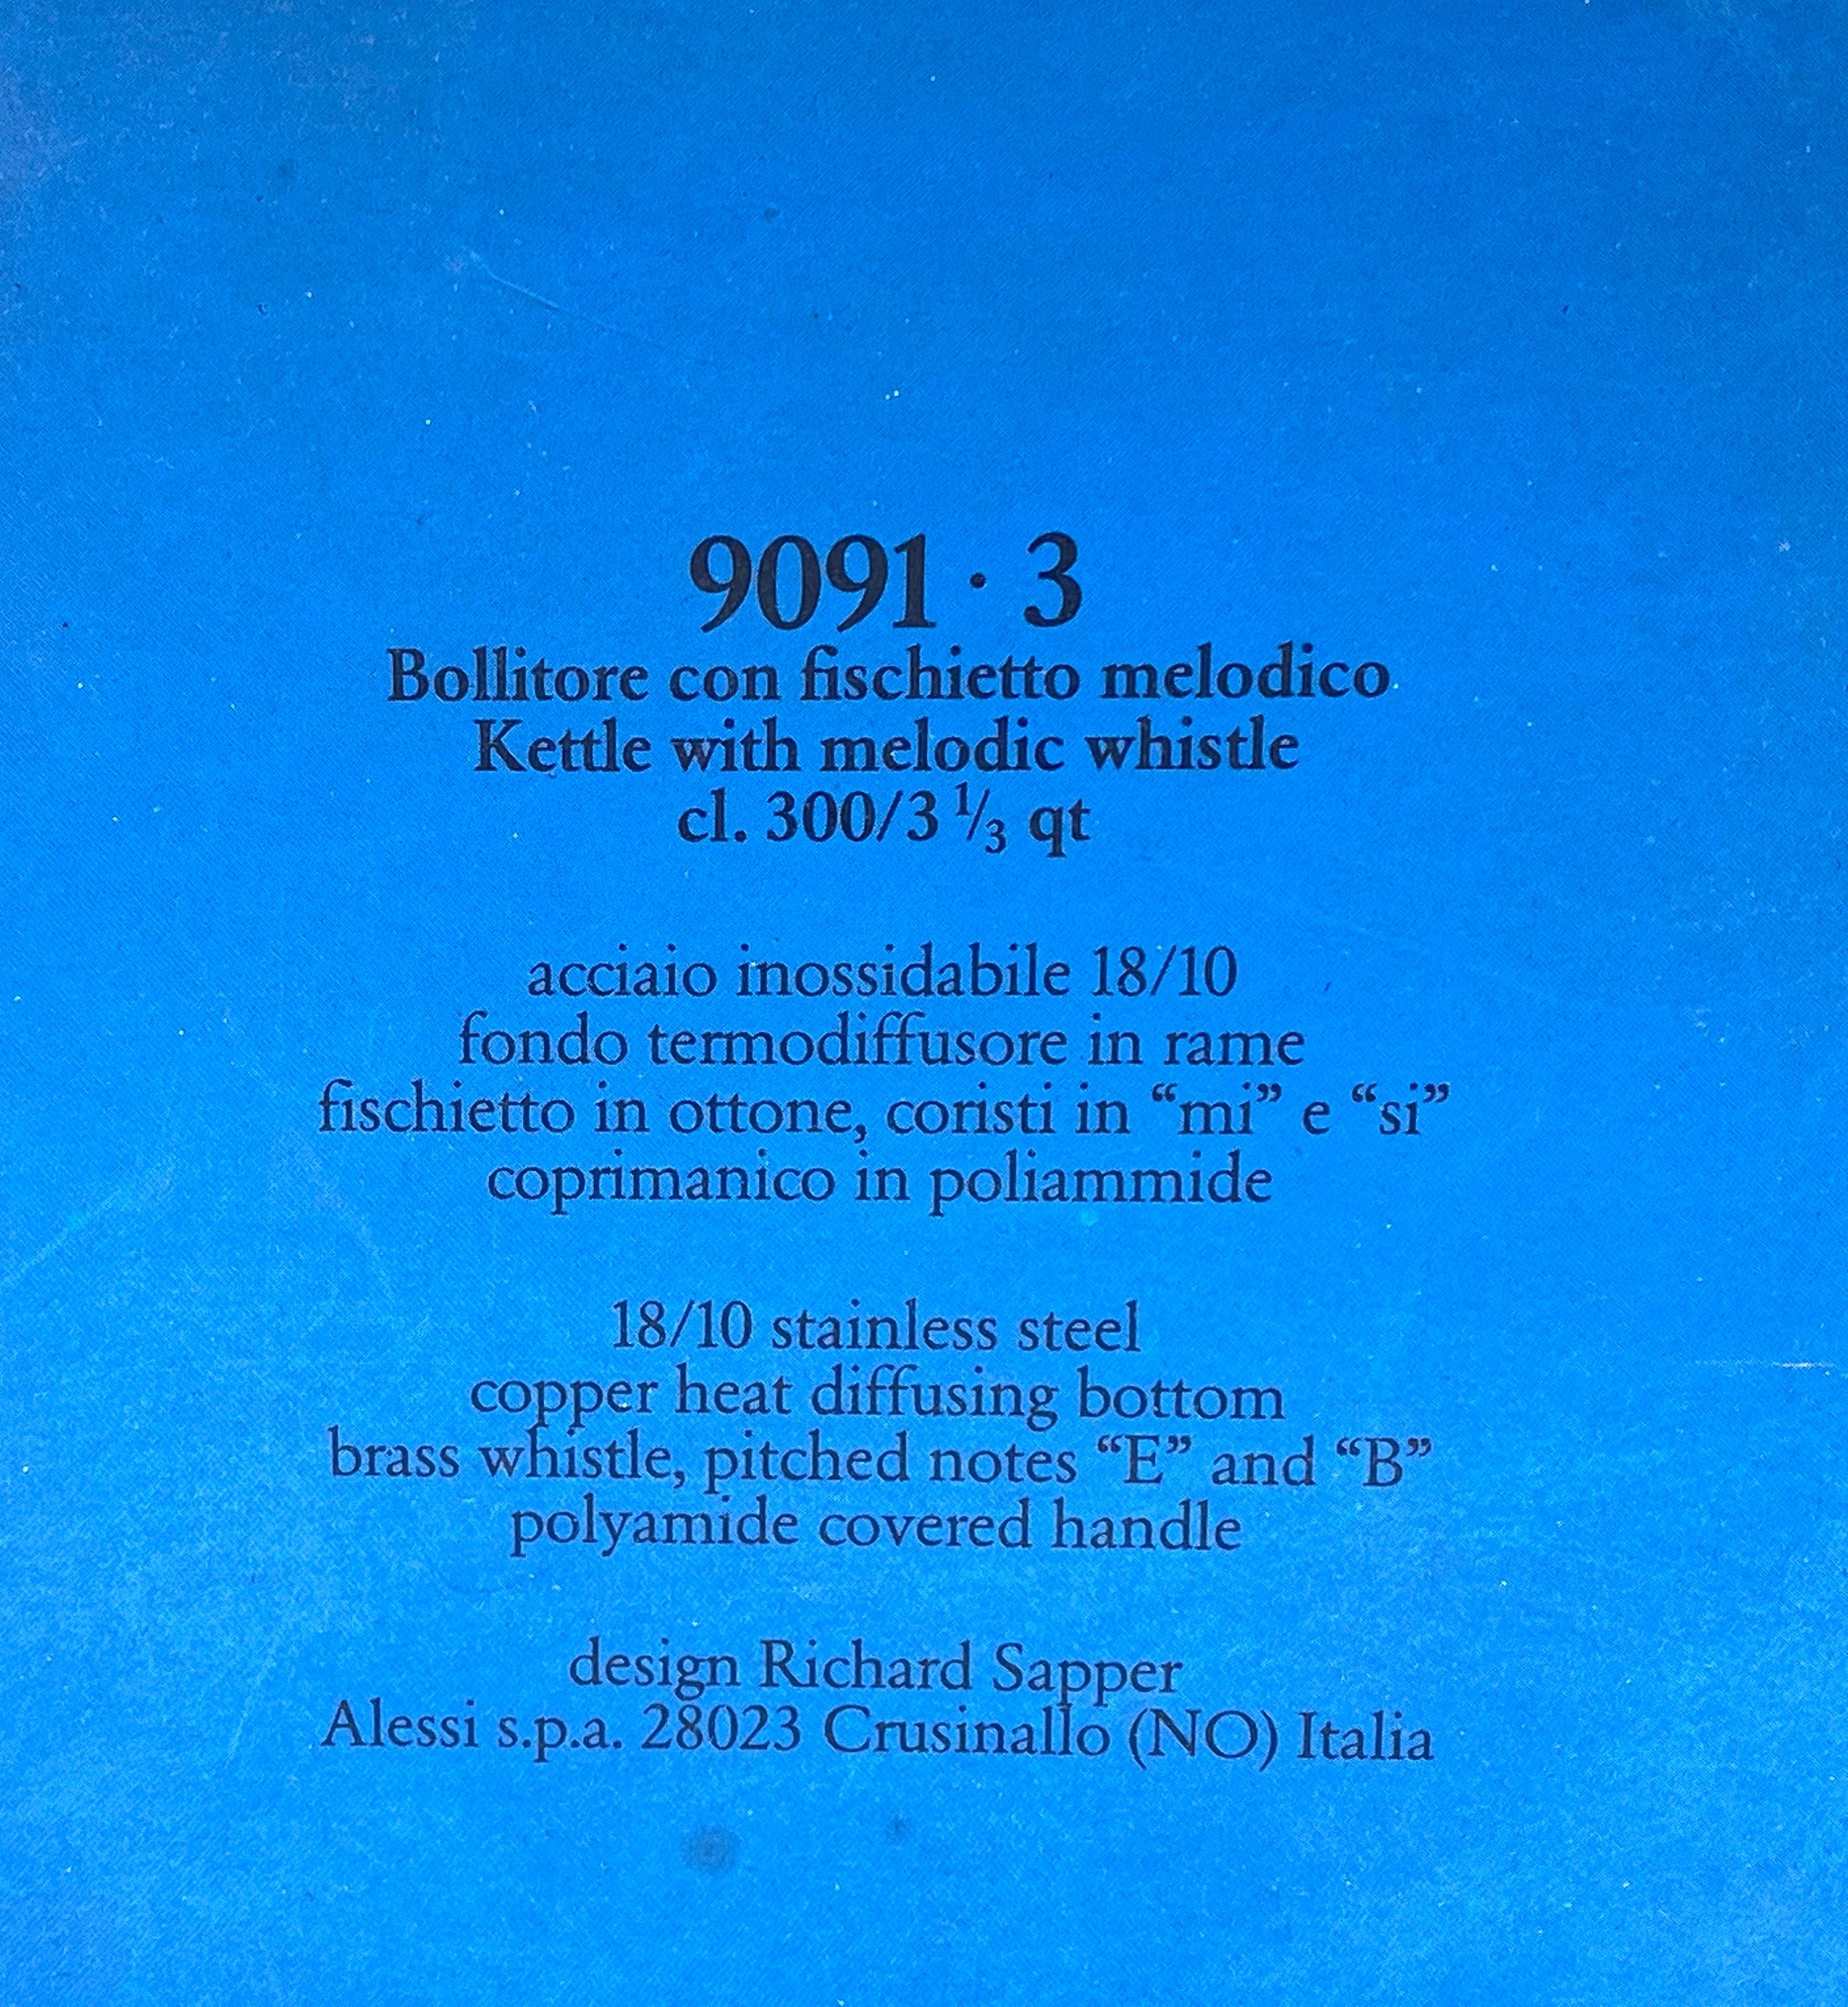 9091 · 3
Bollitore con fischietto melodico
Kettle with melodic whistle
cl. 300/3 1/3 qt
acciaio inossidabile 18/10
fondo termodiffusore in rame
fischietto in ottone, coristi in “mi” e “si”
coprimanico in poliammide
18/10 stainless steel
copper heat diffusing bottom
brass whistle, pitched notes “E” and “B”
polyamide covered handle
design Richard Sapper
Alessi s.p.a. 28023 Crusinallo (NO) Italia